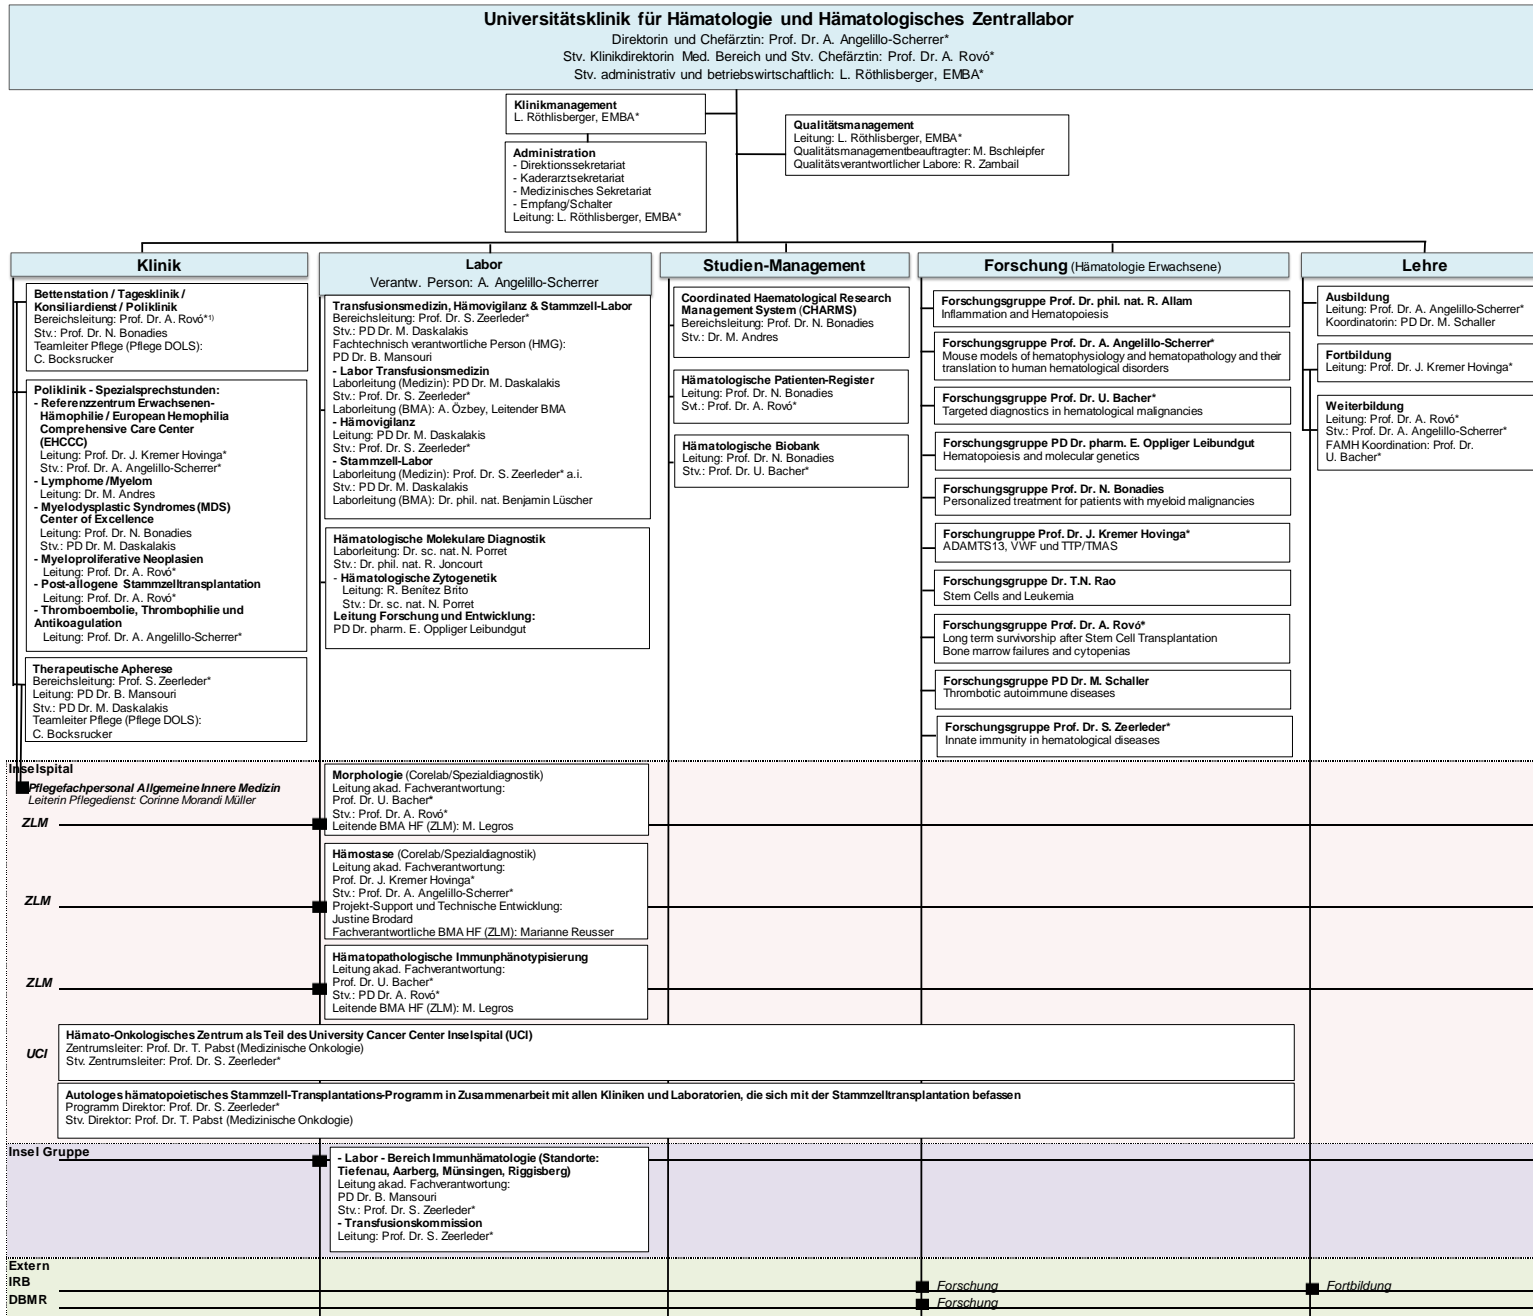 Universitätsklinik für Hämatologie und Hämatologisches Zentrallabor
Direktorin und Chefärztin: Prof. Dr. A. Angelillo-Scherrer*
Stv. Klinikdirektorin Med. Bereich und Stv. Chefärztin: Prof. Dr. A. Rovó*
Stv. administrativ und betriebswirtschaftlich: L. Röthlisberger, EMBA*
Klinikmanagement
L. Röthlisberger, EMBA*
Administration
- Direktionssekretariat
- Kaderarztsekretariat
- Medizinisches Sekretariat
- Empfang/Schalter
Leitung: L. Röthlisberger, EMBA*
Qualitätsmanagement
Leitung: L. Röthlisberger, EMBA*
Qualitätsmanagementbeauftragter: M. Bschleipfer
Qualitätsverantwortlicher Labore: R. Zambail
Klinik
Bettenstation / Tagesklinik /
Konsiliardienst / Poliklinik
Bereichsleitung: Prof. Dr. A. Rovó*1)
Stv.: Prof. Dr. N. Bonadies
Teamleiter Pflege (Pflege DOLS):
C. Bocksrucker
Poliklinik - Spezialsprechstunden:
- Referenzzentrum Erwachsenen-
Hämophilie / European Hemophilia
Comprehensive Care Center
(EHCCC)
Leitung: Prof. Dr. J. Kremer Hovinga*
Stv.: Prof. Dr. A. Angelillo-Scherrer*
- Lymphome /Myelom
Leitung: Dr. M. Andres
- Myelodysplastic Syndromes (MDS)
Center of Excellence
Leitung: Prof. Dr. N. Bonadies
Stv.: PD Dr. M. Daskalakis
- Myeloproliferative Neoplasien
Leitung: Prof. Dr. A. Rovó*
- Post-allogene Stammzelltransplantation
Leitung: Prof. Dr. A. Rovó*
- Thromboembolie, Thrombophilie und
Antikoagulation
Leitung: Prof. Dr. A. Angelillo-Scherrer*
Therapeutische Apherese
Bereichsleitung: Prof. S. Zeerleder*
Leitung: PD Dr. B. Mansouri
Stv.: PD Dr. M. Daskalakis
Teamleiter Pflege (Pflege DOLS):
C. Bocksrucker
Labor
Verantw. Person: A. Angelillo-Scherrer
Transfusionsmedizin, Hämovigilanz & Stammzell-Labor
Bereichsleitung: Prof. Dr. S. Zeerleder*
Stv.: PD Dr. M. Daskalakis
Fachtechnisch verantwortliche Person (HMG):
PD Dr. B. Mansouri
- Labor Transfusionsmedizin
Laborleitung (Medizin): PD Dr. M. Daskalakis
Stv.: Prof. Dr. S. Zeerleder*
Laborleitung (BMA): A. Özbey, Leitender BMA
- Hämovigilanz
Leitung: PD Dr. M. Daskalakis
Stv.: Prof. Dr. S. Zeerleder*
- Stammzell-Labor
Laborleitung (Medizin): Prof. Dr. S. Zeerleder* a.i.
Stv.: PD Dr. M. Daskalakis
Laborleitung (BMA): Dr. phil. nat. Benjamin Lüscher
Hämatologische Molekulare Diagnostik
Laborleitung: Dr. sc. nat. N. Porret
Stv.: Dr. phil. nat. R. Joncourt
- Hämatologische Zytogenetik
Leitung: R. Benitez Brito
Stv.: Dr. sc. nat. N. Porret
Leitung Forschung und Entwicklung:
PD Dr. pharm. E. Oppliger Leibundgut
Studien-Management
Coordinated Haematological Research
Management System (CHARMS)
Bereichsleitung: Prof. Dr. N. Bonadies
Stv.: Dr. M. Andres
Hämatologische Patienten-Register
Leitung: Prof. Dr. N. Bonadies
Svt.: Prof. Dr. A. Rovó*
Hämatologische Biobank
Leitung: Prof. Dr. N. Bonadies
Stv.: Prof. Dr. U. Bacher*
Forschung (Hämatologie Erwachsene)
Forschungsgruppe Prof. Dr. phil. nat. R. Allam
Inflammation and Hematopoiesis
Forschungsgruppe Prof. Dr. A. Angelillo-Scherrer*
Mouse models of hematophysiology and hematopathology and their
translation to human hematological disorders
Forschungsgruppe Prof. Dr. U. Bacher*
Targeted diagnostics in hematological malignancies
Forschungsgruppe PD Dr. pharm. E. Oppliger Leibundgut
Hematopoiesis and molecular genetics
Forschungsgruppe Prof. Dr. N. Bonadies
Personalized treatment for patients with myeloid malignancies
Forschungruppe Prof. Dr. J. Kremer Hovinga*
ADAMTS13, VWF und TTP/TMAS
Forschungsgruppe Dr. T.N. Rao
Stem Cells and Leukemia
Forschungsgruppe Prof. Dr. A. Rovó*
Long term survivorship after Stem Cell Transplantation
Bone marrow failures and cytopenias
Forschungsgruppe PD Dr. M. Schaller
Thrombotic autoimmune diseases
Forschungsgruppe Prof. Dr. S. Zeerleder*
Innate immunity in hematological diseases
Lehre
Ausbildung
Leitung: Prof. Dr. A. Angelillo-Scherrer*
Koordinatorin: PD Dr. M. Schaller
Fortbildung
Leitung: Prof. Dr. J. Kremer Hovinga*
Weiterbildung
Leitung: Prof. Dr. A. Rovó*
Stv.: Prof. Dr. A. Angelillo-Scherrer*
FAMH Koordination: Prof. Dr.
U. Bacher*
Inselspital
Pflegefachpersonal Allgemeine Innere Medizin
Leiterin Pflegedienst: Corinne Morandi Müller
ZLM
Morphologie (Corelab/Spezialdiagnostik)
Leitung akad. Fachverantwortung:
Prof. Dr. U. Bacher*
Stv.: Prof. Dr. A. Rovó*
Leitende BMA HF (ZLM): M. Legros
ZLM
Hämostase (Corelab/Spezialdiagnostik)
Leitung akad. Fachverantwortung:
Prof. Dr. J. Kremer Hovinga*
Stv.: Prof. Dr. A. Angelillo-Scherrer*
Projekt-Support und Technische Entwicklung:
Justine Brodard
Fachverantwortliche BMA HF (ZLM): Marianne Reusser
ZLM
Hämatopathologische Immunphänotypisierung
Leitung akad. Fachverantwortung:
Prof. Dr. U. Bacher*
Stv.: PD Dr. A. Rovó*
Leitende BMA HF (ZLM): M. Legros
UCI
Hämato-Onkologisches Zentrum als Teil des University Cancer Center Inselspital (UCI)
Zentrumsleiter: Prof. Dr. T. Pabst (Medizinische Onkologie)
Stv. Zentrumsleiter: Prof. Dr. S. Zeerleder*
Autologes hämatopoietisches Stammzell-Transplantations-Programm in Zusammenarbeit mit allen Kliniken und Laboratorien, die sich mit der Stammzelltransplantation befassen
Programm Direktor: Prof. Dr. S. Zeerleder*
Stv. Direktor: Prof. Dr. T. Pabst (Medizinische Onkologie)
Insel Gruppe
- Labor - Bereich Immunhämatologie (Standorte:
Tiefenau, Aarberg, Münsingen, Riggisberg)
Leitung akad. Fachverantwortung:
PD Dr. B. Mansouri
Stv.: Prof. Dr. S. Zeerleder*
- Transfusionskommission
Leitung: Prof. Dr. S. Zeerleder*
Extern
IRB
Forschung
Fortbildung
DBMR
Forschung